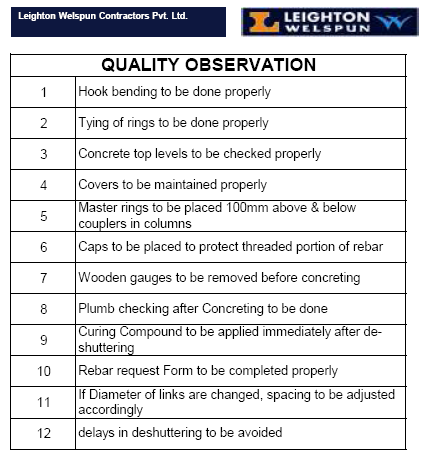 Leighton Welspun Contractors Pvt. Ltd.
LEIGHTON
WELSPUN
QUALITY OBSERVATION
1 Hook bending to be done properly
2 Tying of rings to be done properly
3 Concrete top levels to be checked properly
4 Covers to be maintained properly
5 Master rings to be placed 100mm above & below
couplers in columns
6 Caps to be placed to protect threaded portion of rebar
7 Wooden gauges to be removed before concreting
8 Plumb checking after Concreting to be done
9 Curing Compound to be applied immediately after de-
shuttering
10 Rebar request Form to be completed properly
11 If Diameter of links are changed, spacing to be adjusted
accordingly
12 delays in deshuttering to be avoided